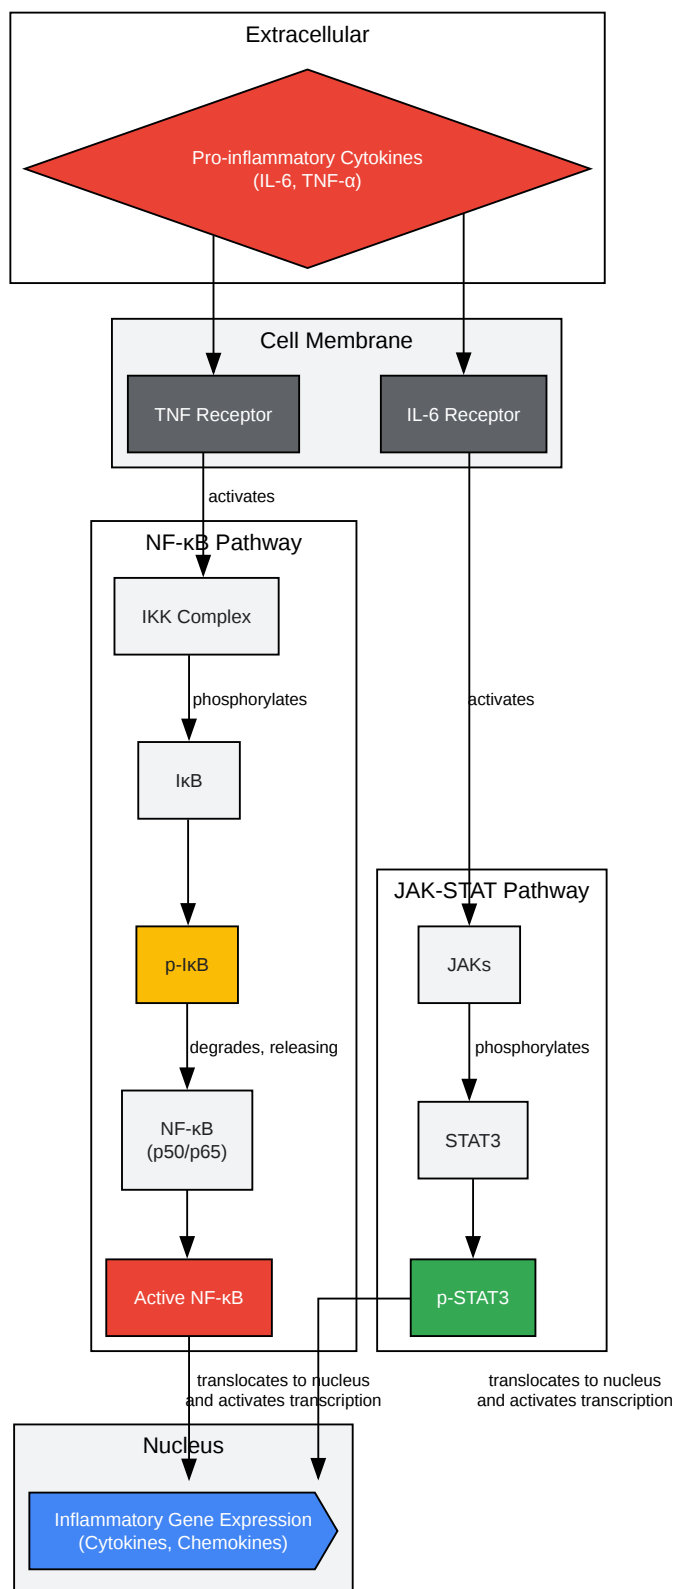 Extracellular
Pro-inflammatory Cytokines
(IL-6, TNF-α)
Cell Membrane
TNF Receptor
IL-6 Receptor
activates
NF-κB Pathway
IKK Complex
phosphorylates
activates
IκB
JAK-STAT Pathway
p-IκB
JAKs
degrades, releasing
phosphorylates
NF-κB
(p50/p65)
STAT3
Active NF-κB
p-STAT3
translocates to nucleus
and activates transcription
translocates to nucleus
and activates transcription
Nucleus
Inflammatory Gene Expression
(Cytokines, Chemokines)